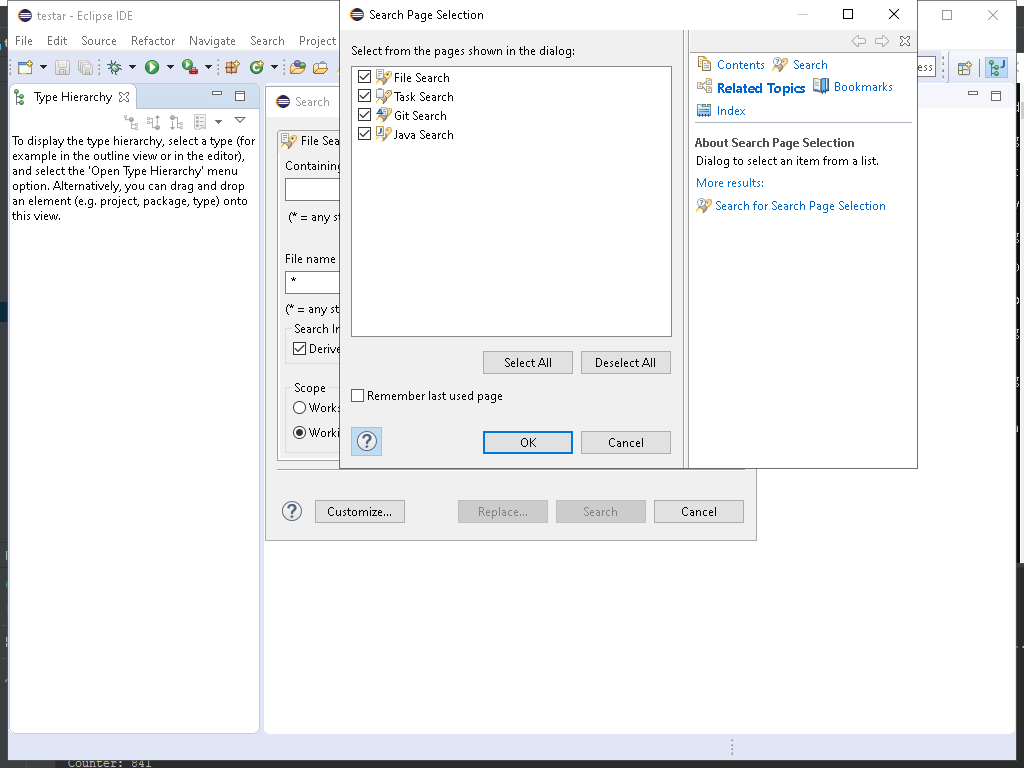 testar - Eclipse IDE
File Edit Source Refactor Navigate Search Project
Type Hierarchy
To display the type hierarchy, select a type (for
example in the outline view or in the editor),
and select the 'Open Type Hierarchy' menu
option. Alternatively, you can drag and drop
an element (e.g. project, package, type) onto
this view.
Search
File Sea
Containing
(* = any st
File name
*
(* = any st
Search In
Derive
Scope
Works
Worki
Customize...
Replace...
Search
Cancel
Search Page Selection
Select from the pages shown in the dialog:
File Search
Task Search
Git Search
Java Search
Select All
Deselect All
Remember last used page
OK
Cancel
Contents Search
Related Topics Bookmarks
Index
About Search Page Selection
Dialog to select an item from a list.
More results:
Search for Search Page Selection
ess
Counter: 841